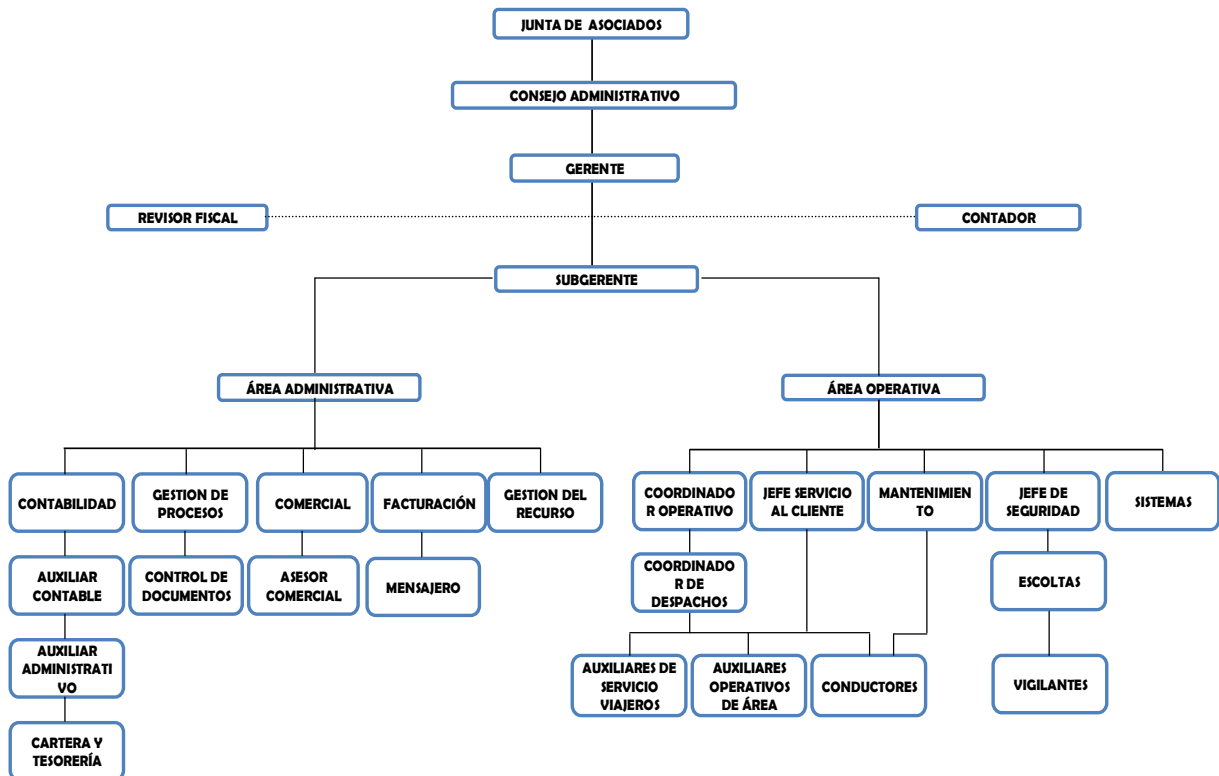 JUNTA DE ASOCIADOS
CONSEJO ADMINISTRATIVO
GERENTE
REVISOR FISCAL
CONTADOR
SUBGERENTE
ÁREA ADMINISTRATIVA
ÁREA OPERATIVA
CONTABILIDAD
GESTION DE
PROCESOS
COMERCIAL
FACTURACIÓN
GESTION DEL
RECURSO
COORDINADO
R OPERATIVO
JEFE SERVICIO
AL CLIENTE
MANTENIMIEN
TO
JEFE DE
SEGURIDAD
SISTEMAS
AUXILIAR
CONTABLE
CONTROL DE
DOCUMENTOS
ASESOR
COMERCIAL
MENSAJERO
COORDINADO
R DE
DESPACHOS
ESCOLTAS
AUXILIAR
ADMINISTRATI
VO
AUXILIARES DE
SERVICIO
VIAJEROS
AUXILIARES
OPERATIVOS
DE ÁREA
CONDUCTORES
VIGILANTES
CARTERA Y
TESORERÍA